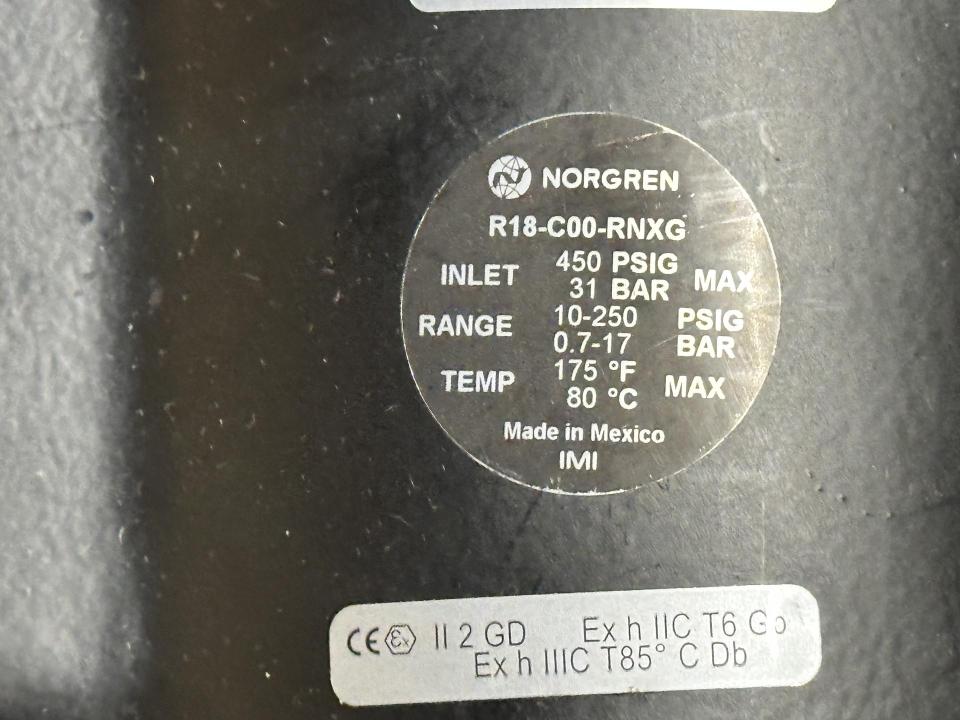 NORGREN
R18-C00-RNXG
INLET 450 PSIG MAX
31 BAR
RANGE 10-250 PSIG
0.7-17 BAR
TEMP 175 °F MAX
80 °C
Made in Mexico
IMI
CE Ex II 2 GD Ex h IIC T6 Gb
Ex h IIIC T85° C Db